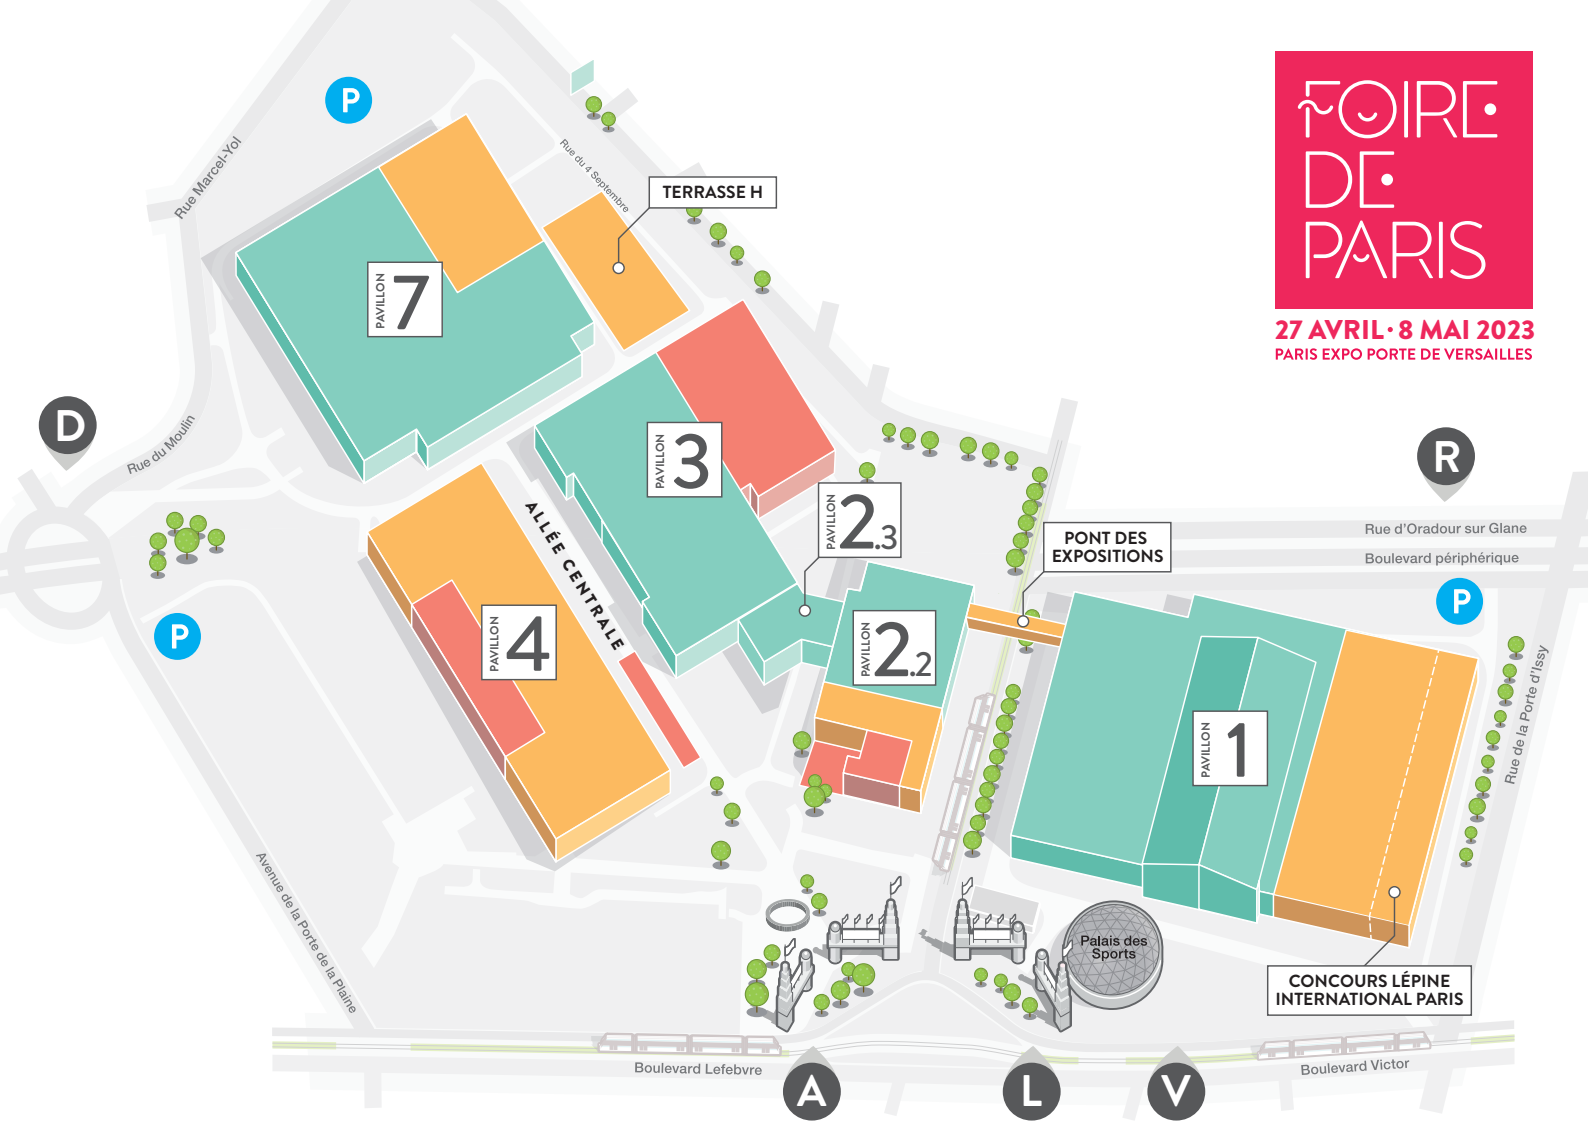 FOIRE
DE
PARIS
27 AVRIL · 8 MAI 2023
PARIS EXPO PORTE DE VERSAILLES
P
Rue Marcel-Yol
Rue du 4 Septembre
TERRASSE H
PAVILLON 7
D
Rue du Moulin
PAVILLON 3
ALLÉE CENTRALE
PAVILLON 2.3
PONT DES
EXPOSITIONS
R
Rue d'Oradour sur Glane
Boulevard périphérique
P
P
PAVILLON 4
PAVILLON 2.2
PAVILLON 1
Rue de la Porte d'Issy
Avenue de la Porte de la Plaine
Palais des
Sports
CONCOURS LÉPINE
INTERNATIONAL PARIS
Boulevard Lefebvre
Boulevard Victor
A
L
V